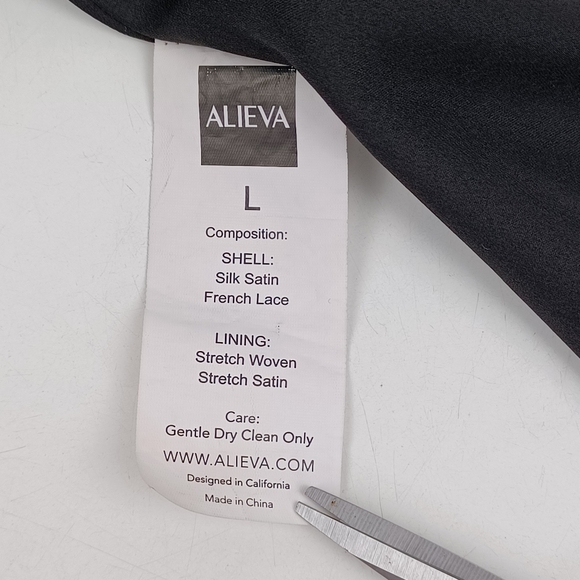 ALIEVA
L
Composition:
SHELL:
Silk Satin
French Lace
LINING:
Stretch Woven
Stretch Satin
Care:
Gentle Dry Clean Only
WWW.ALIEVA.COM
Designed in California
Made in China